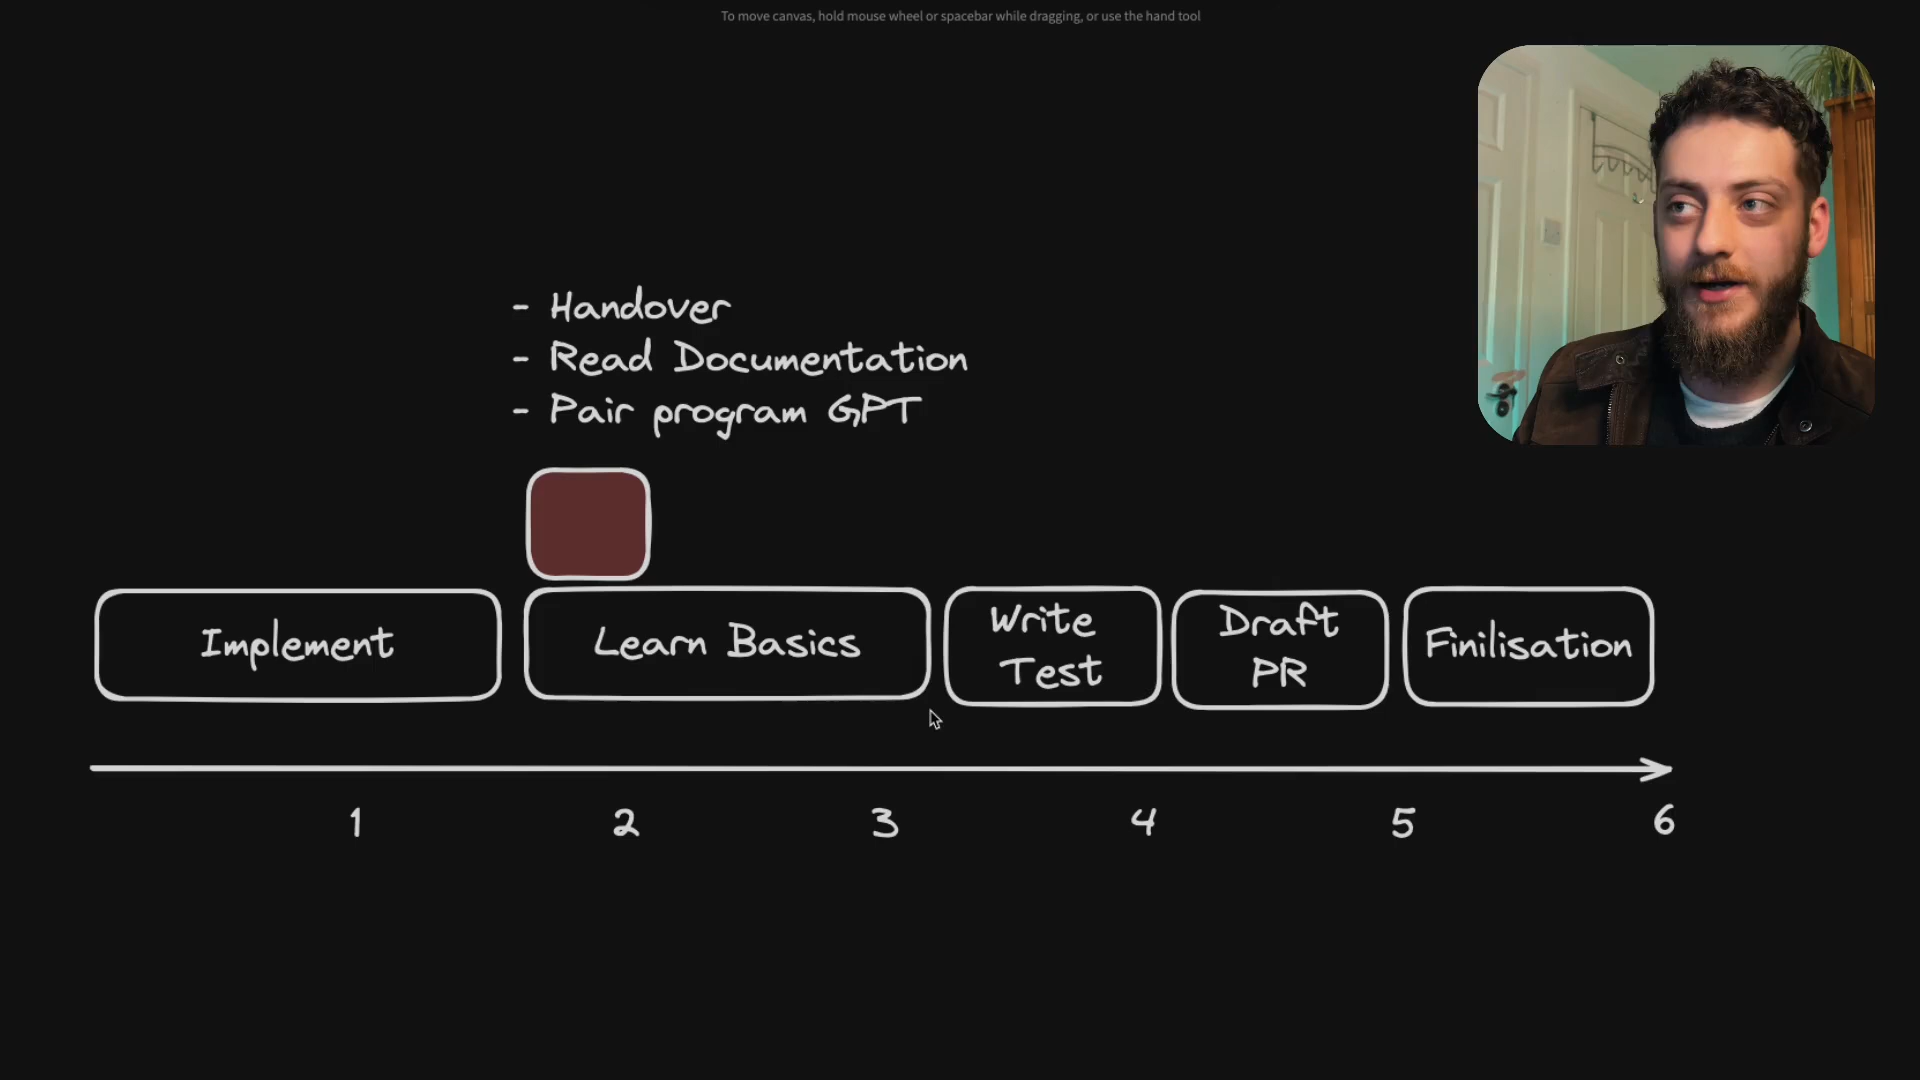 To move canvas, hold mouse wheel or spacebar while dragging, or use the hand tool
- Handover
- Read Documentation
- Pair program GPT
Implement
Learn Basics
Write
Test
Draft
PR
Finilisation
1 2 3 4 5 6